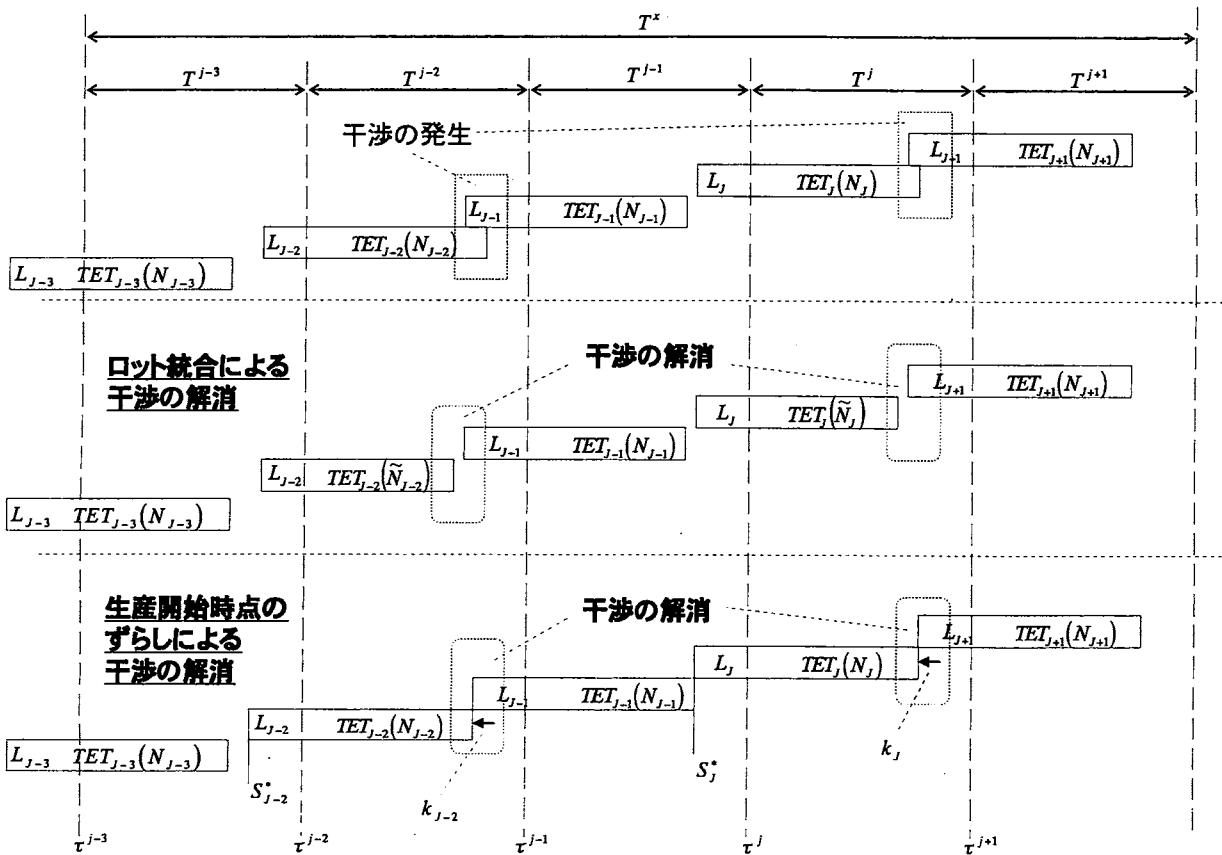 T^x
T^{j-3} T^{j-2} T^{j-1} T^j T^{j+1}
干渉の発生
L_{J+1} TET_{J+1}(N_{J+1})
L_J TET_J(N_J)
L_{J-1} TET_{J-1}(N_{J-1})
L_{J-2} TET_{J-2}(N_{J-2})
L_{J-3} TET_{J-3}(N_{J-3})
ロット統合による
干渉の解消
干渉の解消
L_{J+1} TET_{J+1}(N_{J+1})
L_J TET_J(Ñ_J)
L_{J-1} TET_{J-1}(N_{J-1})
L_{J-2} TET_{J-2}(Ñ_{J-2})
L_{J-3} TET_{J-3}(N_{J-3})
生産開始時点の
ずらしによる
干渉の解消
干渉の解消
L_{J+1} TET_{J+1}(N_{J+1})
L_J TET_J(N_J)
L_{J-1} TET_{J-1}(N_{J-1})
L_{J-2} TET_{J-2}(N_{J-2})
L_{J-3} TET_{J-3}(N_{J-3})
k_J
S^*_J
S^*_{J-2}
k_{J-2}
τ^{j-3} τ^{j-2} τ^{j-1} τ^j τ^{j+1}